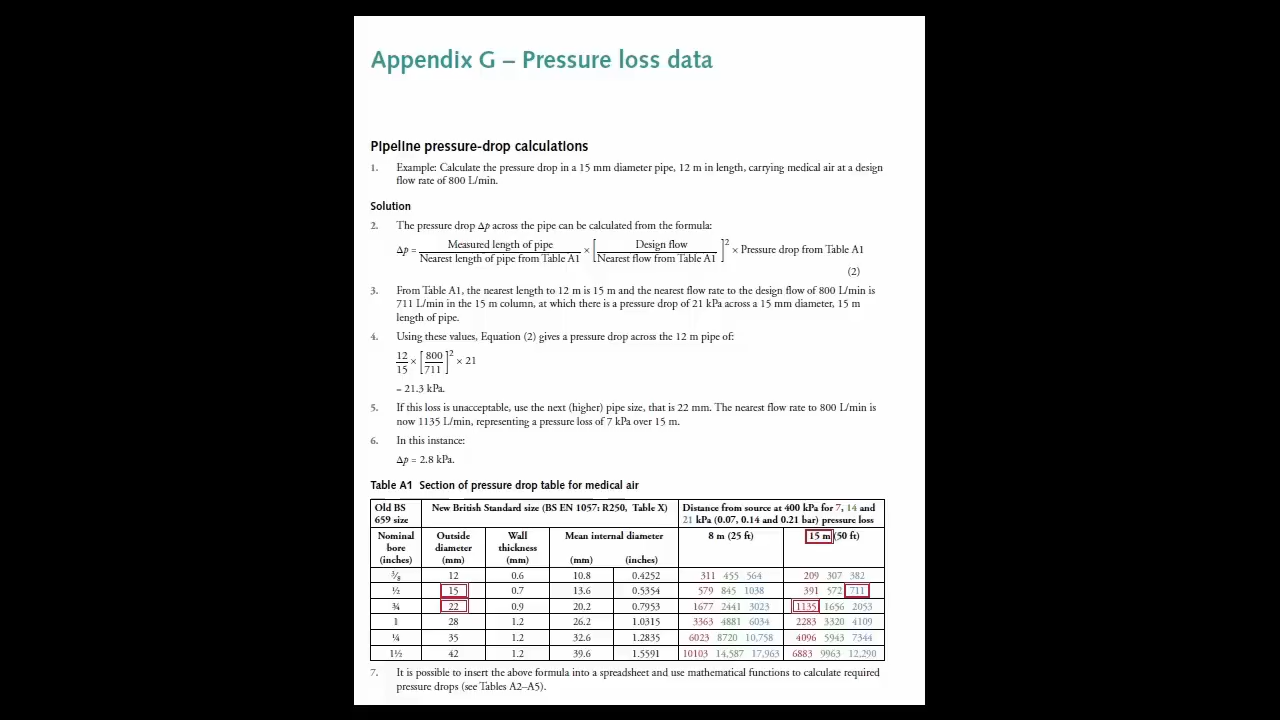 Appendix G – Pressure loss data
Pipeline pressure-drop calculations
1. Example: Calculate the pressure drop in a 15 mm diameter pipe, 12 m in length, carrying medical air at a design
flow rate of 800 L/min.
Solution
2. The pressure drop Δp across the pipe can be calculated from the formula:
Δp = Measured length of pipe / Nearest length of pipe from Table A1 × [Design flow / Nearest flow from Table A1]² × Pressure drop from Table A1
(2)
3. From Table A1, the nearest length to 12 m is 15 m and the nearest flow rate to the design flow of 800 L/min is
711 L/min in the 15 m column, at which there is a pressure drop of 21 kPa across a 15 mm diameter, 15 m
length of pipe.
4. Using these values, Equation (2) gives a pressure drop across the 12 m pipe of:
12/15 × [800/711]² × 21
= 21.3 kPa.
5. If this loss is unacceptable, use the next (higher) pipe size, that is 22 mm. The nearest flow rate to 800 L/min is
now 1135 L/min, representing a pressure loss of 7 kPa over 15 m.
6. In this instance:
Δp = 2.8 kPa.
Table A1 Section of pressure drop table for medical air
Old BS 659 size | New British Standard size (BS EN 1057: R250, Table X) | Distance from source at 400 kPa for 7, 14 and 21 kPa (0.07, 0.14 and 0.21 bar) pressure loss
Nominal bore (inches) | Outside diameter (mm) | Wall thickness (mm) | Mean internal diameter (mm) (inches) | 8 m (25 ft) | 15 m (50 ft)
⅜ 12 0.6 10.8 0.4252 311 455 564 209 307 382
½ 15 0.7 13.6 0.5354 579 845 1038 391 572 711
¾ 22 0.9 20.2 0.7953 1677 2441 3023 1135 1656 2053
1 28 1.2 26.2 1.0315 3363 4881 6034 2283 3320 4109
¼ 35 1.2 32.6 1.2835 6023 8720 10,758 4096 5943 7344
1½ 42 1.2 39.6 1.5591 10103 14,587 17,963 6883 9963 12,290
7. It is possible to insert the above formula into a spreadsheet and use mathematical functions to calculate required
pressure drops (see Tables A2–A5).